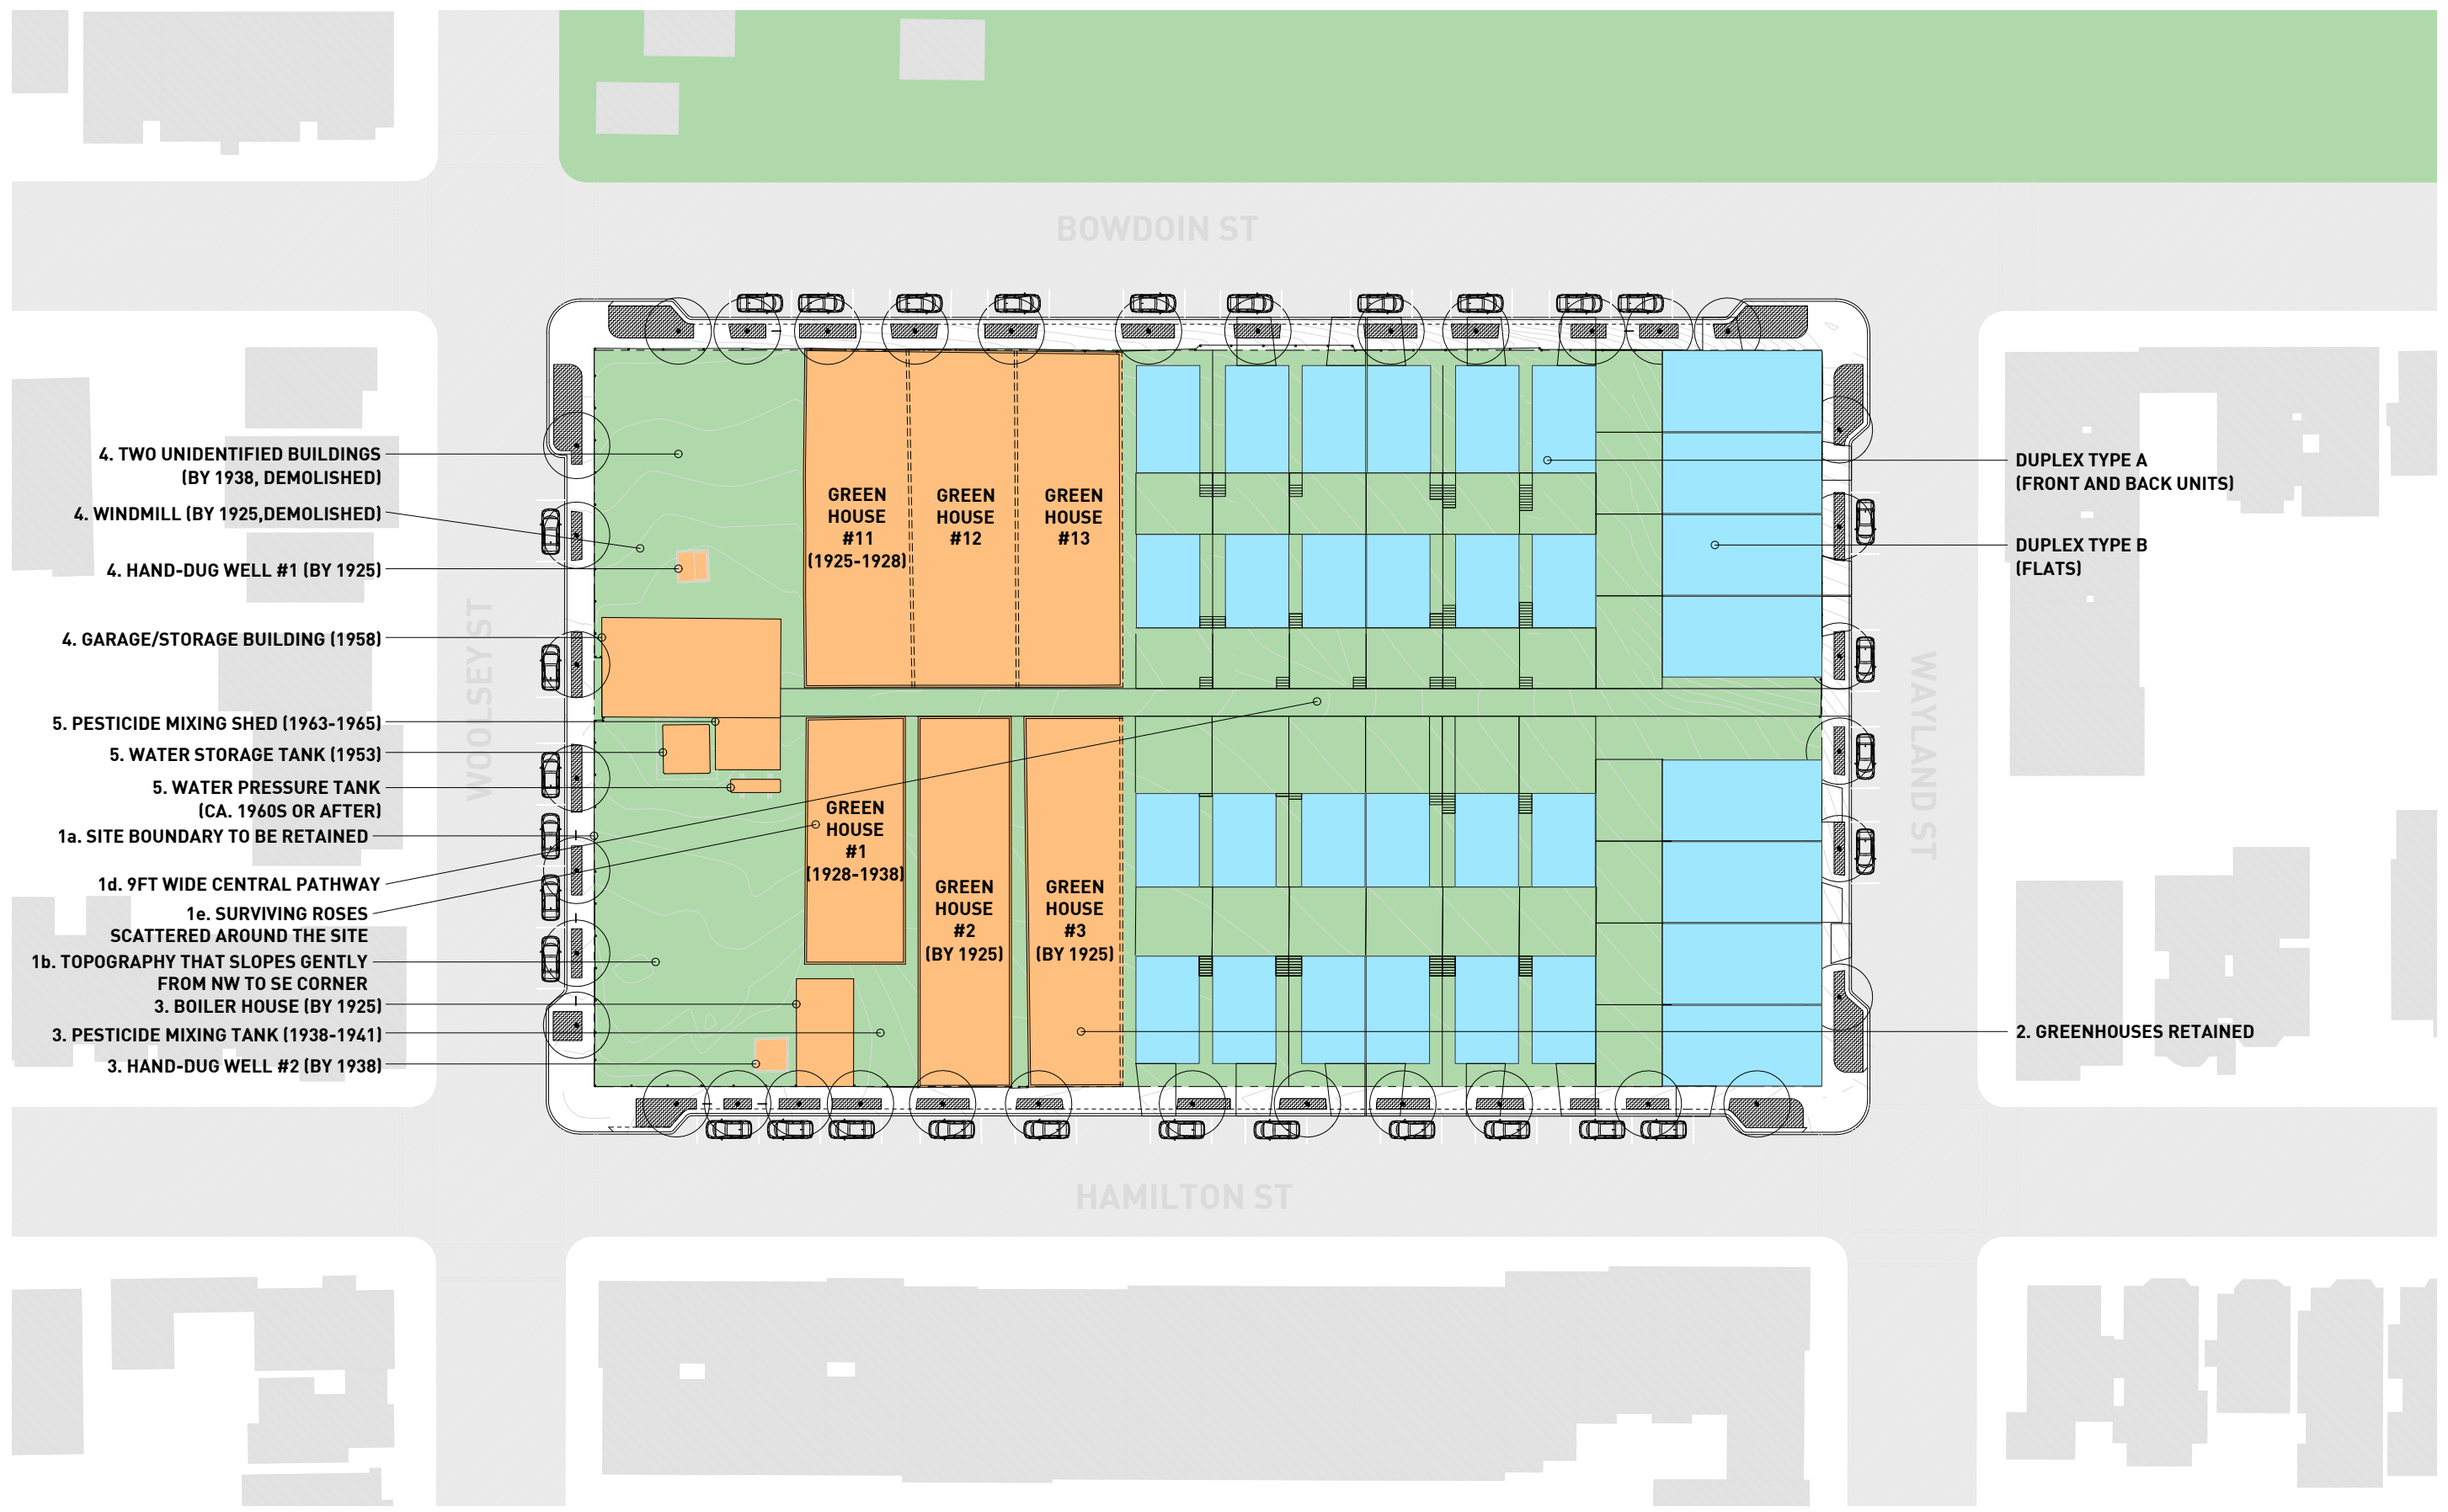 BOWDOIN ST
4. TWO UNIDENTIFIED BUILDINGS
(BY 1938, DEMOLISHED)
4. WINDMILL (BY 1925,DEMOLISHED)
4. HAND-DUG WELL #1 (BY 1925)
4. GARAGE/STORAGE BUILDING (1958)
5. PESTICIDE MIXING SHED (1963-1965)
5. WATER STORAGE TANK (1953)
5. WATER PRESSURE TANK
(CA. 1960S OR AFTER)
1a. SITE BOUNDARY TO BE RETAINED
1d. 9FT WIDE CENTRAL PATHWAY
1e. SURVIVING ROSES
SCATTERED AROUND THE SITE
1b. TOPOGRAPHY THAT SLOPES GENTLY
FROM NW TO SE CORNER
3. BOILER HOUSE (BY 1925)
3. PESTICIDE MIXING TANK (1938-1941)
3. HAND-DUG WELL #2 (BY 1938)
WOOLSEY ST
GREEN
HOUSE
#11
(1925-1928)
GREEN
HOUSE
#12
GREEN
HOUSE
#13
GREEN
HOUSE
#1
(1928-1938)
GREEN
HOUSE
#2
(BY 1925)
GREEN
HOUSE
#3
(BY 1925)
WAYLAND ST
DUPLEX TYPE A
(FRONT AND BACK UNITS)
DUPLEX TYPE B
(FLATS)
2. GREENHOUSES RETAINED
HAMILTON ST